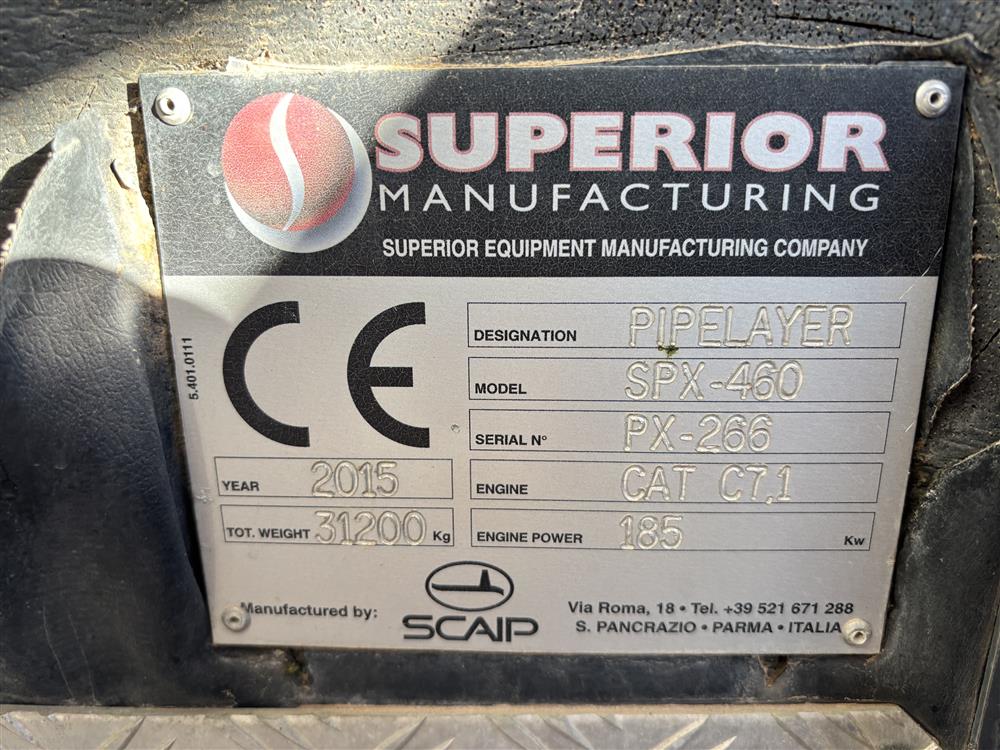 SUPERIOR
MANUFACTURING
SUPERIOR EQUIPMENT MANUFACTURING COMPANY
CE
5.401.0111
DESIGNATION PIPELAYER
MODEL SPX-460
SERIAL N° PX-266
YEAR 2015
ENGINE CAT C7,1
TOT. WEIGHT 31200 Kg
ENGINE POWER 185 Kw
Manufactured by:
SCAIP
Via Roma, 18 • Tel. +39 521 671 288
S. PANCRAZIO • PARMA • ITALIA